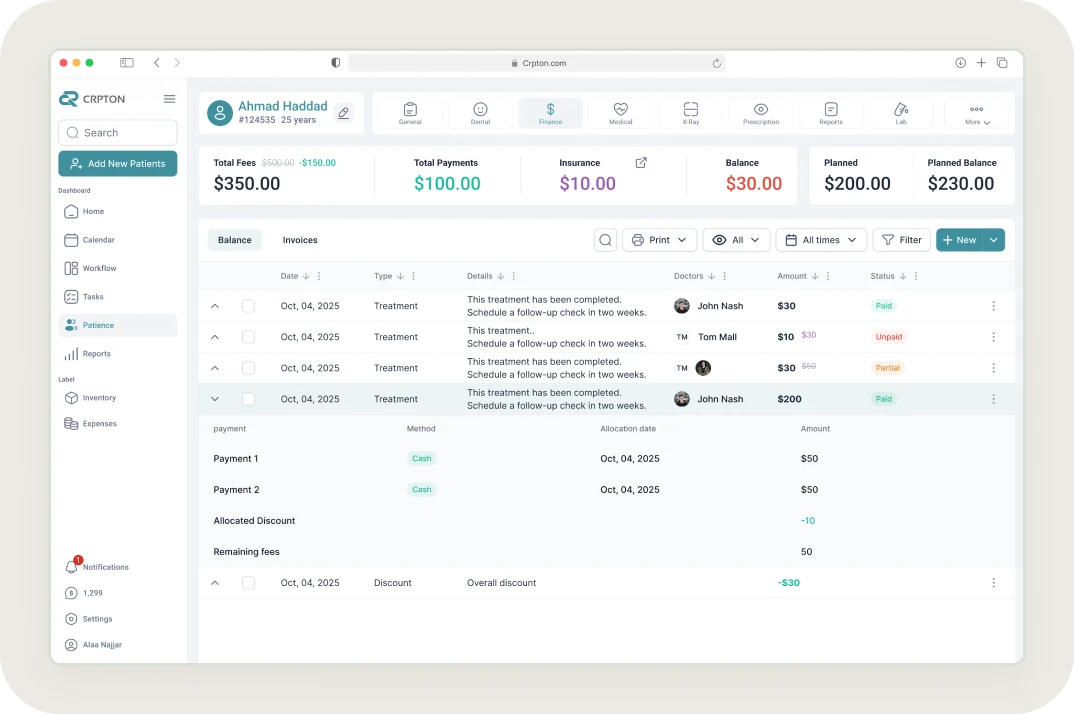 Crpton.com
CRPTON
Search
Add New Patients
Dashboard
Home
Calendar
Workflow
Tasks
Patience
Reports
Label
Inventory
Expenses
1
Notifications
1,299
Settings
Alaa Najjar
Ahmad Haddad
#124535 25 years
General
Dental
$
Finance
Medical
X-Ray
Prescription
Reports
Lab
More
Total Fees $500.00 -$150.00
$350.00
Total Payments
$100.00
Insurance
$10.00
Balance
$30.00
Planned
$200.00
Planned Balance
$230.00
Balance Invoices
Print All All times Filter + New
Date Type Details Doctors Amount Status
Oct, 04, 2025 Treatment This treatment has been completed.
Schedule a follow-up check in two weeks. John Nash $30 Paid
Oct, 04, 2025 Treatment This treatment..
Schedule a follow-up check in two weeks. TM Tom Mall $10 $30 Unpaid
Oct, 04, 2025 Treatment This treatment has been completed.
Schedule a follow-up check in two weeks. TM $30 $50 Partial
Oct, 04, 2025 Treatment This treatment has been completed.
Schedule a follow-up check in two weeks. John Nash $200 Paid
payment Method Allocation date Amount
Payment 1 Cash Oct, 04, 2025 $50
Payment 2 Cash Oct, 04, 2025 $50
Allocated Discount -10
Remaining fees 50
Oct, 04, 2025 Discount Overall discount -$30